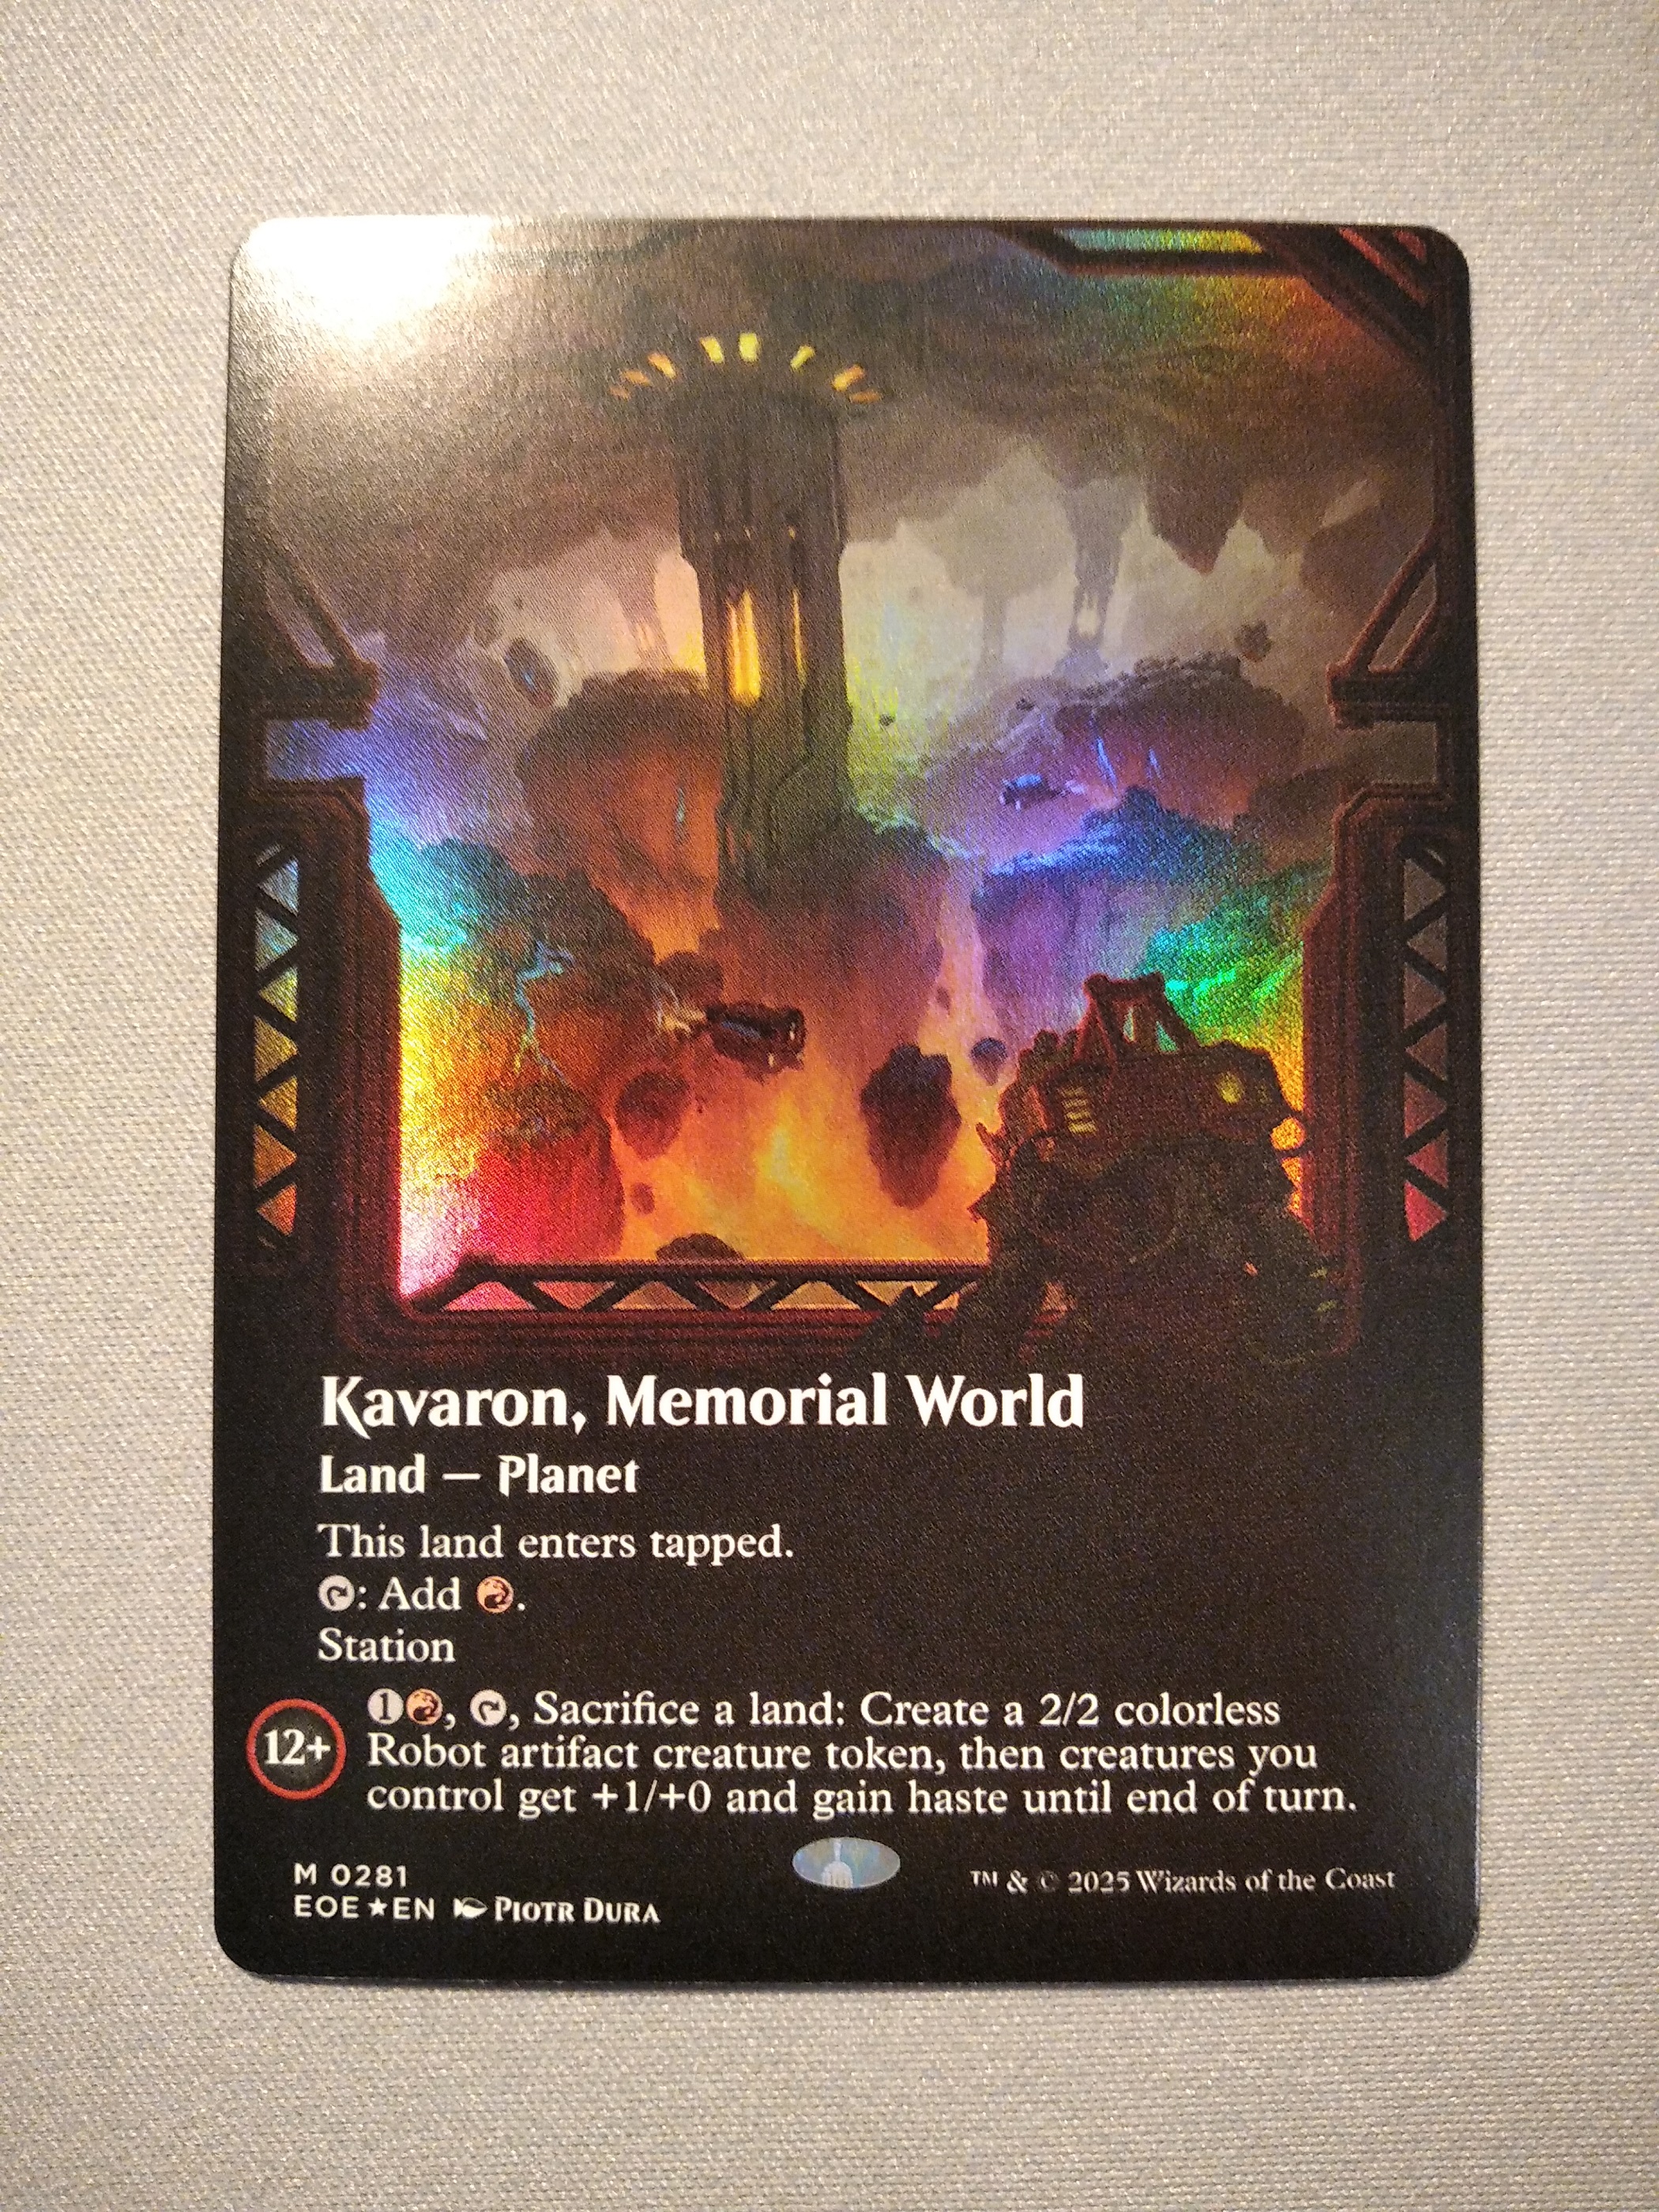 Kavaron, Memorial World
Land — Planet
This land enters tapped.
: Add .
Station
12+
1, , Sacrifice a land: Create a 2/2 colorless
Robot artifact creature token, then creatures you
control get +1/+0 and gain haste until end of turn.
M 0281
EOE★EN PIOTR DURA
™ & © 2025 Wizards of the Coast